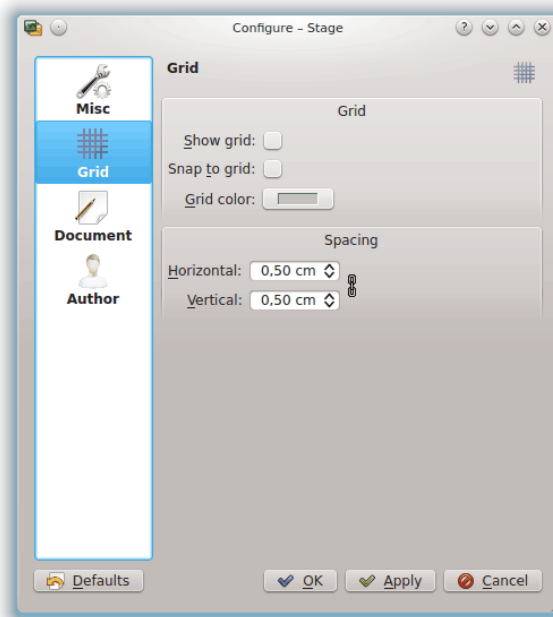 Configure – Stage
Misc
Grid
Document
Author
Grid
Grid
Show grid:
Snap to grid:
Grid color:
Spacing
Horizontal: 0,50 cm
Vertical: 0,50 cm
Defaults OK Apply Cancel